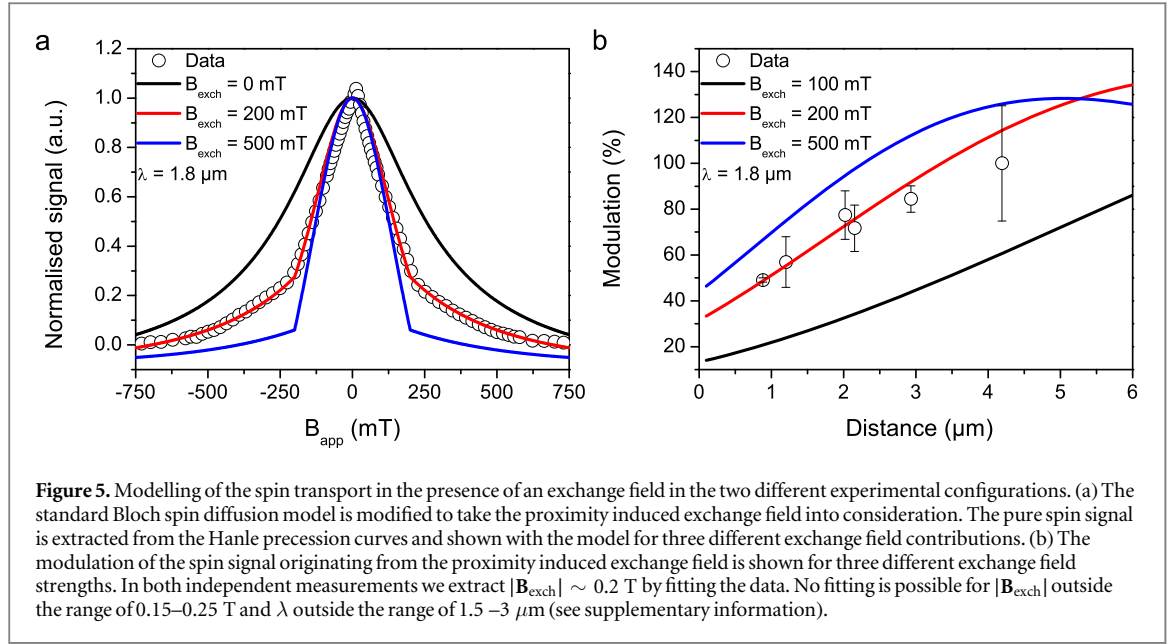 a
1.2
1.0
0.8
0.6
0.4
0.2
0.0
Normalised signal (a.u.)
Data
B_exch = 0 mT
B_exch = 200 mT
B_exch = 500 mT
λ = 1.8 µm
-750 -500 -250 0 250 500 750
B_app (mT)
b
140
120
100
80
60
40
20
Modulation (%)
Data
B_exch = 100 mT
B_exch = 200 mT
B_exch = 500 mT
λ = 1.8 µm
0 1 2 3 4 5 6
Distance (µm)
Figure 5. Modelling of the spin transport in the presence of an exchange field in the two different experimental configurations. (a) The
standard Bloch spin diffusion model is modified to take the proximity induced exchange field into consideration. The pure spin signal
is extracted from the Hanle precession curves and shown with the model for three different exchange field contributions. (b) The
modulation of the spin signal originating from the proximity induced exchange field is shown for three different exchange field
strengths. In both independent measurements we extract |B_exch| ∼ 0.2 T by fitting the data. No fitting is possible for |B_exch| outside
the range of 0.15–0.25 T and λ outside the range of 1.5 –3 μm (see supplementary information).